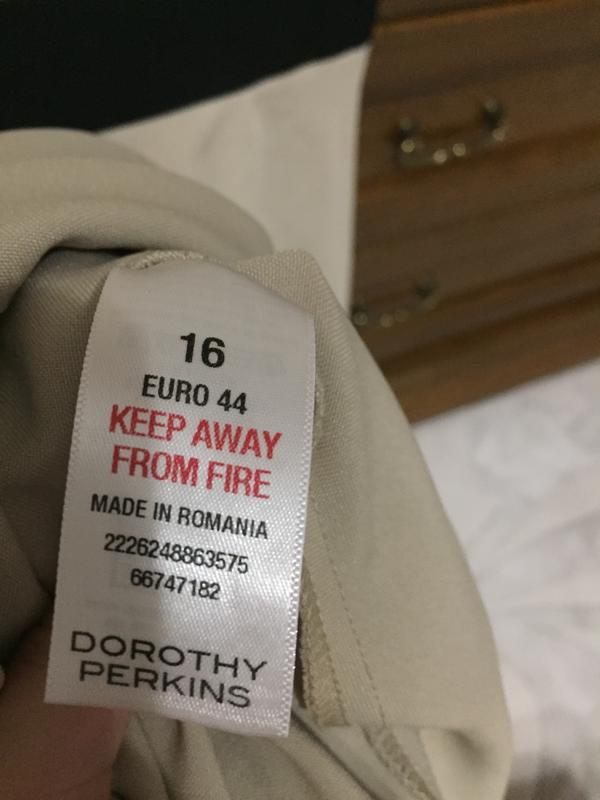 16
EURO 44
KEEP AWAY
FROM FIRE
MADE IN ROMANIA
2226248863575
66747182
DOROTHY
PERKINS